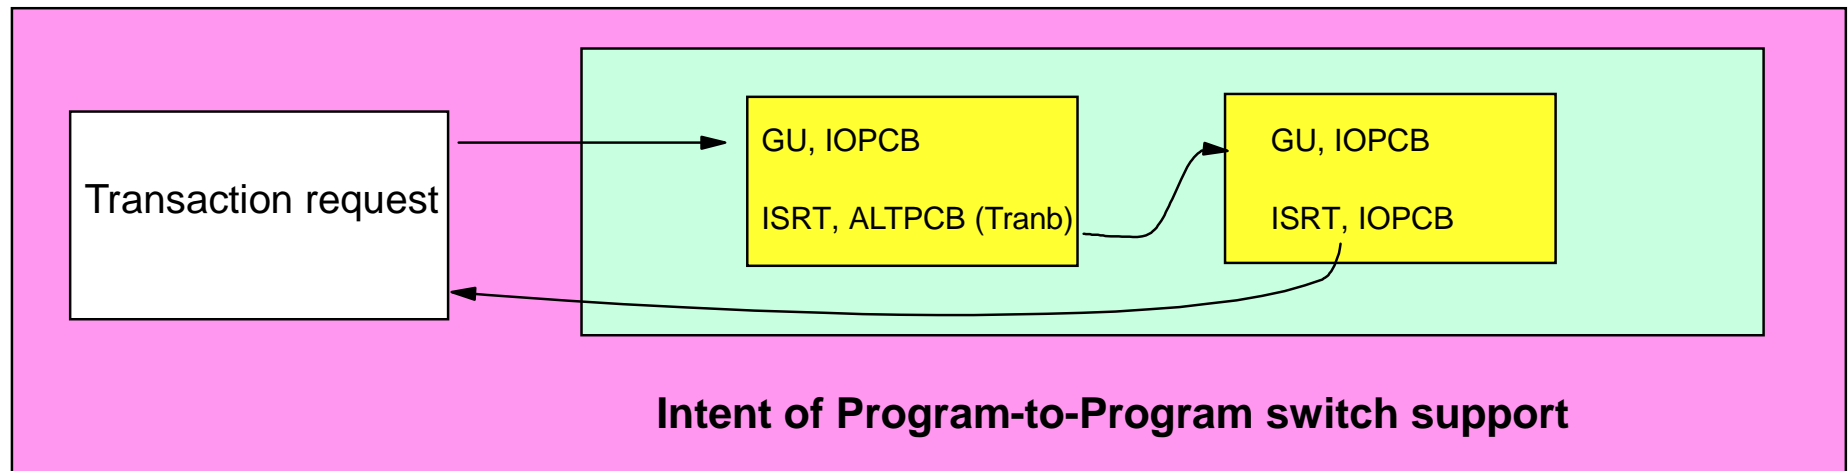 Transaction request
GU, IOPCB
ISRT, ALTPCB (Tranb)
GU, IOPCB
ISRT, IOPCB
Intent of Program-to-Program switch support